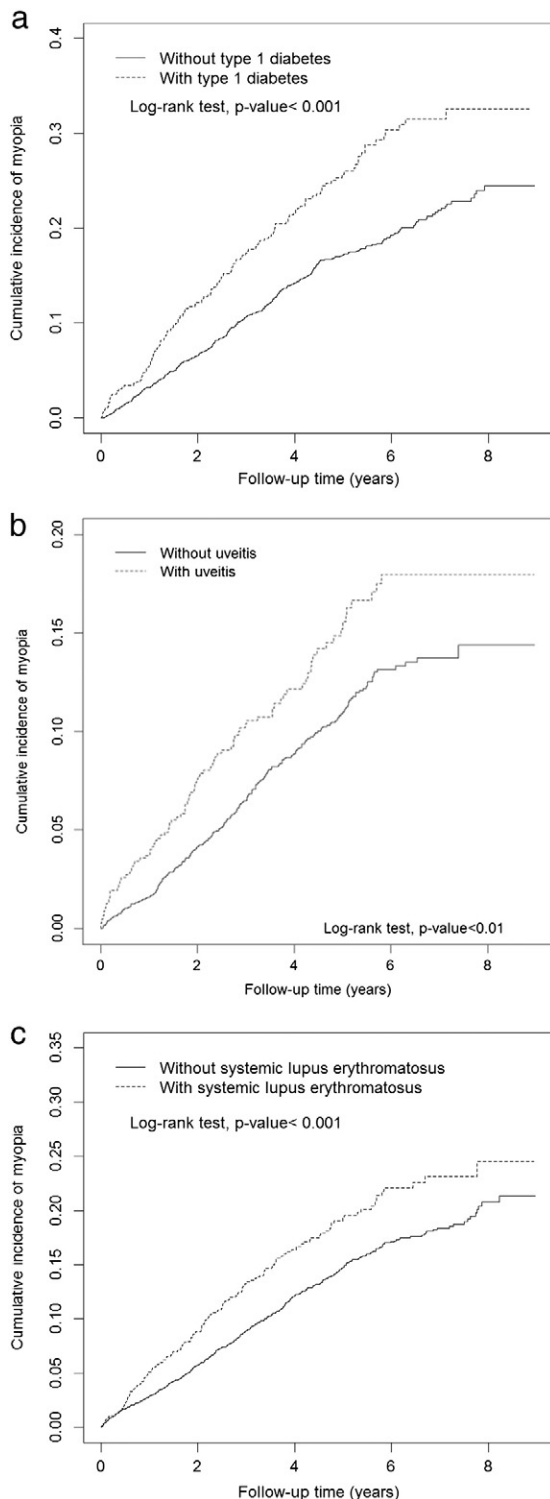 a
Without type 1 diabetes
With type 1 diabetes
Log-rank test, p-value< 0.001
Cumulative incidence of myopia
0.4
0.3
0.2
0.1
0.0
0 2 4 6 8
Follow-up time (years)
b
Without uveitis
With uveitis
Cumulative incidence of myopia
0.20
0.15
0.10
0.05
0.00
Log-rank test, p-value<0.01
0 2 4 6 8
Follow-up time (years)
c
Without systemic lupus erythromatosus
With systemic lupus erythromatosus
Log-rank test, p-value< 0.001
Cumulative incidence of myopia
0.35
0.30
0.25
0.20
0.15
0.10
0.05
0.00
0 2 4 6 8
Follow-up time (years)